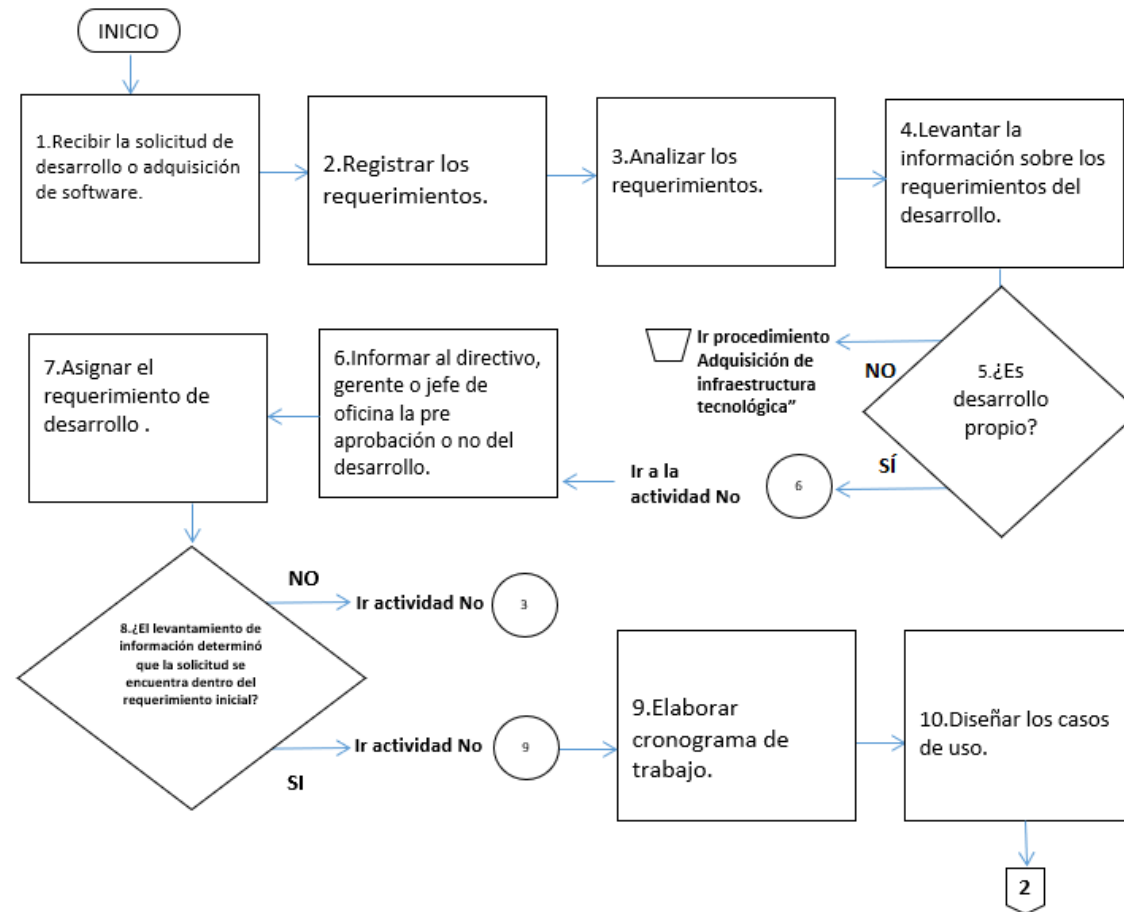 INICIO
1.Recibir la solicitud de
desarrollo o adquisición
de software.
2.Registrar los
requerimientos.
3.Analizar los
requerimientos.
4.Levantar la
información sobre los
requerimientos del
desarrollo.
5.¿Es
desarrollo
propio?
NO
Ir procedimiento
Adquisición de
infraestructura
tecnológica”
SÍ
Ir a la
actividad No
6
6.Informar al directivo,
gerente o jefe de
oficina la pre
aprobación o no del
desarrollo.
7.Asignar el
requerimiento de
desarrollo .
8.¿El levantamiento de
información determinó
que la solicitud se
encuentra dentro del
requerimiento inicial?
NO
Ir actividad No
3
SI
Ir actividad No
9
9.Elaborar
cronograma de
trabajo.
10.Diseñar los casos
de uso.
2